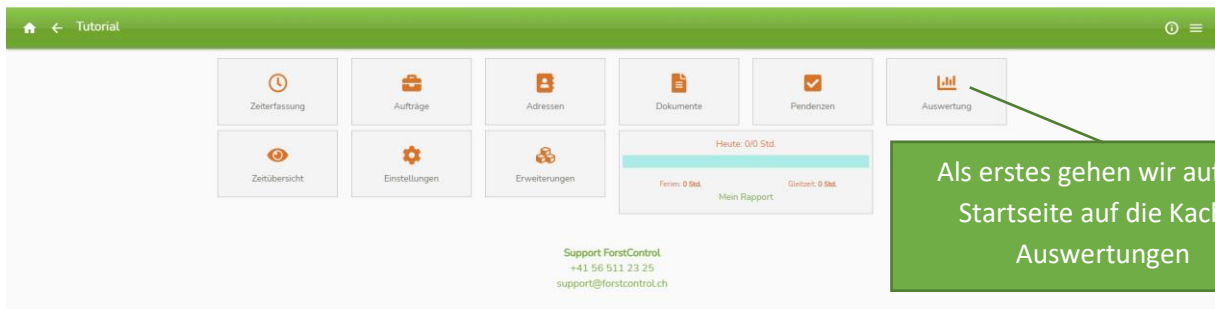 Tutorial
Zeiterfassung
Aufträge
Adressen
Dokumente
Pendenzen
Auswertung
Zeitübersicht
Einstellungen
Erweiterungen
Heute: 0/0 Std.
Ferien: 0 Std.
Gleitzeit: 0 Std.
Mein Rapport
Als erstes gehen wir auf
Startseite auf die
Auswertungen
Support ForstControl
+41 56 511 23 25
support@forstcontrol.ch